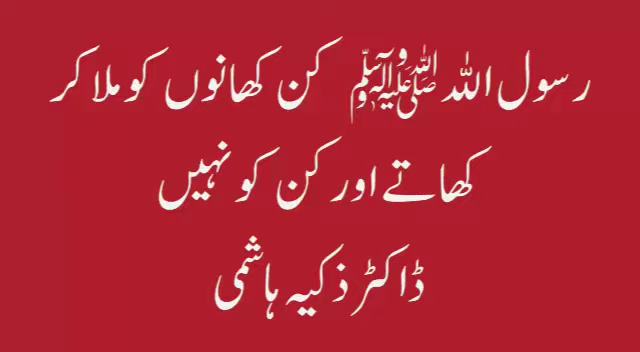 رسول اللہ ﷺ کن کھانوں کو ملا کر
کھاتے اور کن کو نہیں
ڈاکٹر ذکیہ ہاشمی